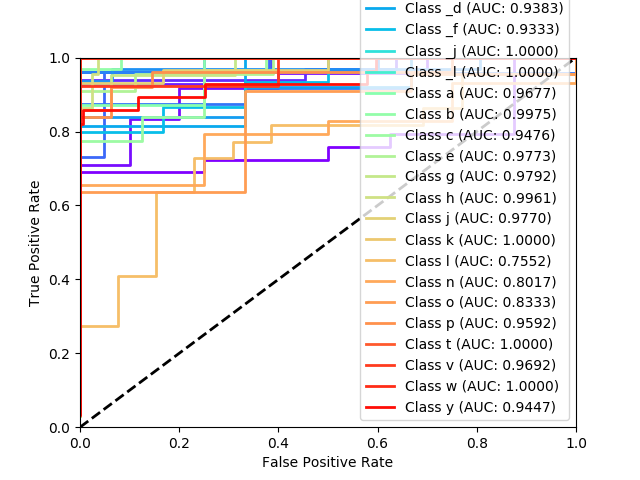 Class _d (AUC: 0.9383)
Class _f (AUC: 0.9333)
Class _j (AUC: 1.0000)
Class _l (AUC: 1.0000)
Class a (AUC: 0.9677)
Class b (AUC: 0.9975)
Class c (AUC: 0.9476)
Class e (AUC: 0.9773)
Class g (AUC: 0.9792)
Class h (AUC: 0.9961)
Class j (AUC: 0.9770)
Class k (AUC: 1.0000)
Class l (AUC: 0.7552)
Class n (AUC: 0.8017)
Class o (AUC: 0.8333)
Class p (AUC: 0.9592)
Class t (AUC: 1.0000)
Class v (AUC: 0.9692)
Class w (AUC: 1.0000)
Class y (AUC: 0.9447)
True Positive Rate
1.0
0.8
0.6
0.4
0.2
0.0
0.0 0.2 0.4 0.6 0.8 1.0
False Positive Rate